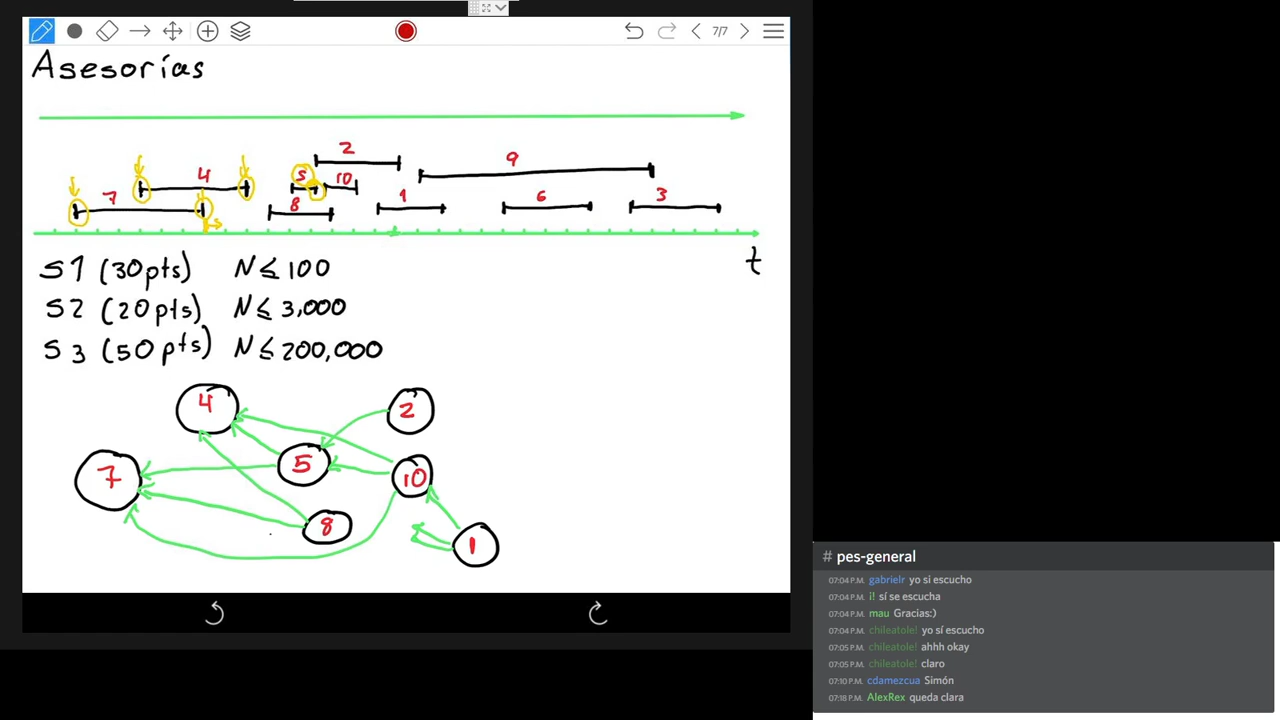 7/7
Asesorías
2
9
4
5
10
7
8
1
6
3
t
S1 (30pts) N ≤ 100
S2 (20pts) N ≤ 3,000
S3 (50pts) N ≤ 200,000
4
2
5
10
7
8
1
# pes-general
07:04 P.M. gabrielr yo si escucho
07:04 P.M. i! sí se escucha
07:04 P.M. mau Gracias:)
07:04 P.M. chileatole! yo sí escucho
07:05 P.M. chileatole! ahhh okay
07:05 P.M. chileatole! claro
07:10 P.M. cdamezcua Simón
07:18 P.M. AlexRex queda clara